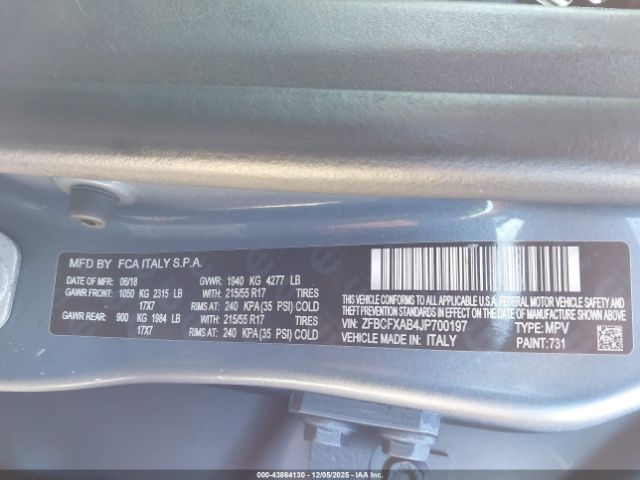 MFD BY FCA ITALY S.P.A.
DATE OF MFR: 06/18 GVWR: 1940 KG 4277 LB
GAWR FRONT: 1050 KG 2315 LB WITH: 215/55 R17 TIRES
17X7 RIMS AT: 240 KPA (35 PSI) COLD
GAWR REAR: 900 KG 1984 LB WITH: 215/55 R17 TIRES
17X7 RIMS AT: 240 KPA (35 PSI) COLD
THIS VEHICLE CONFORMS TO ALL APPLICABLE
U.S. FEDERAL MOTOR VEHICLE SAFETY AND
THEFT PREVENTION STANDARDS IN EFFECT ON
THE DATE OF MANUFACTURE SHOWN ABOVE.
VIN: ZFBCFXAB4JP700197 TYPE: MPV
VEHICLE MADE IN: ITALY PAINT: 731
000-43864130 - 12/05/2025 - IAAI.COM